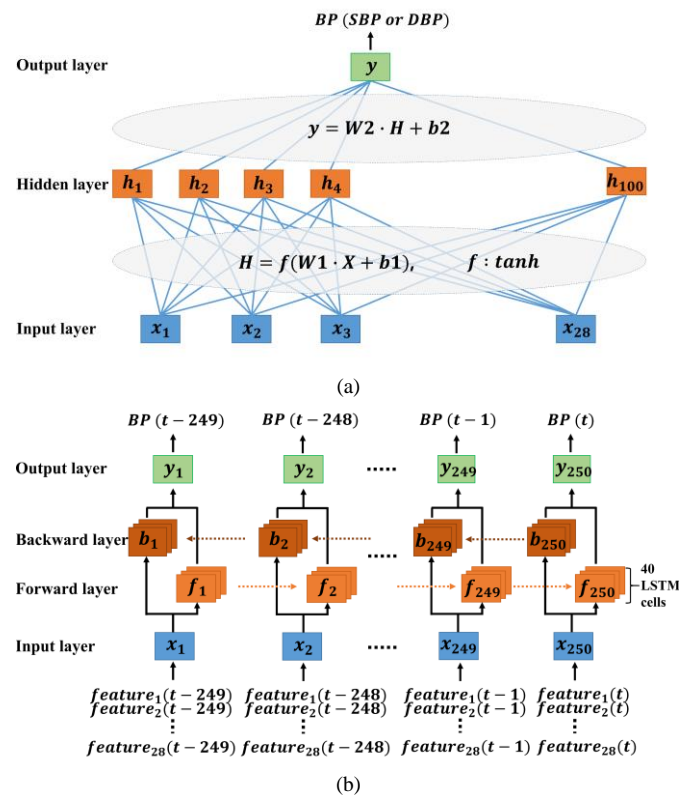 BP (SBP or DBP)
Output layer
y
y = W2 · H + b2
Hidden layer
h₁ h₂ h₃ h₄ h₁₀₀
H = f(W1 · X + b1), f : tanh
Input layer
x₁ x₂ x₃ x₂₈
(a)
BP (t − 249) BP (t − 248) BP (t − 1) BP (t)
Output layer
y₁ y₂ ..... y₂₄₉ y₂₅₀
Backward layer
b₁ b₂ ..... b₂₄₉ b₂₅₀
Forward layer
f₁ f₂ f₂₄₉ f₂₅₀
40
LSTM
cells
Input layer
x₁ x₂ ..... x₂₄₉ x₂₅₀
feature₁(t − 249) feature₁(t − 248) feature₁(t − 1) feature₁(t)
feature₂(t − 249) feature₂(t − 248) feature₂(t − 1) feature₂(t)
⋮ ⋮ ⋮ ⋮
feature₂₈(t − 249) feature₂₈(t − 248) feature₂₈(t − 1) feature₂₈(t)
(b)